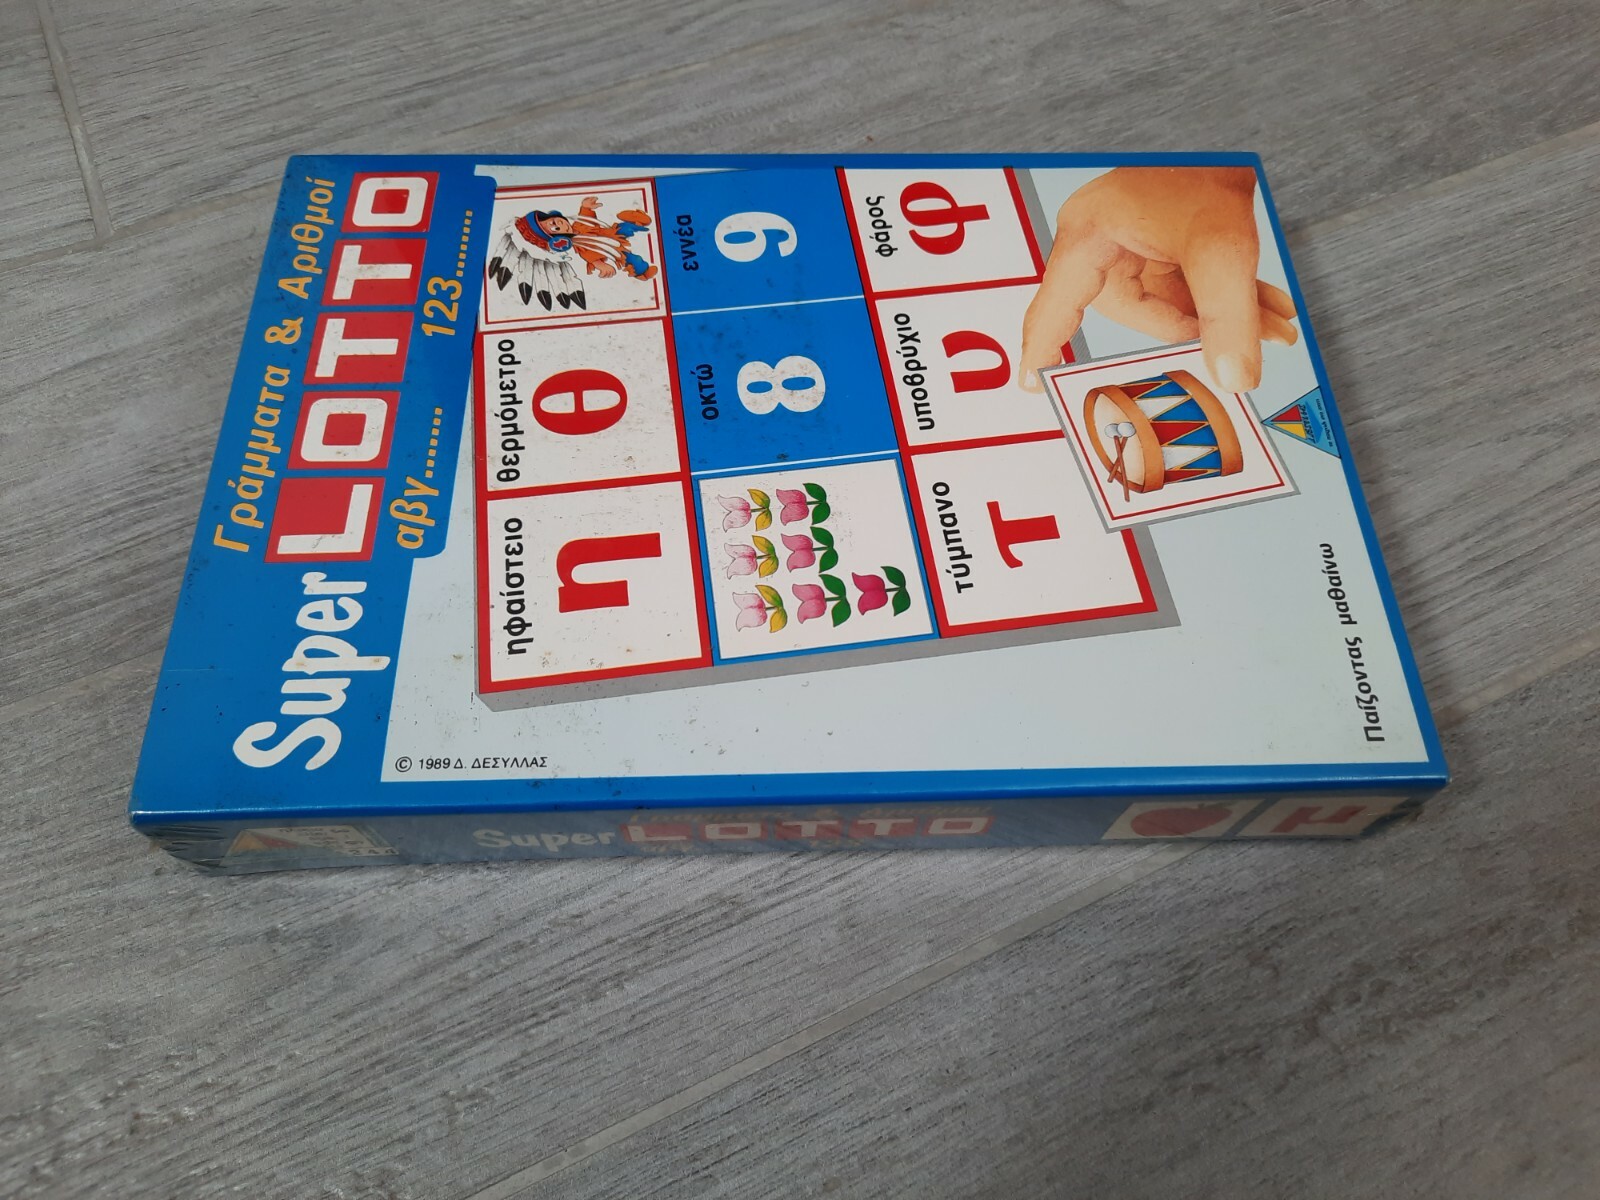 Γράμματα & Αριθμοί
Super LOTTO
αβγ...... 123........
ηφαίστειο
η
θερμόμετρο
θ
οκτώ
8
εννέα
9
τύμπανο
τ
υποβρύχιο
υ
φάρος
φ
© 1989 Δ. ΔΕΣΥΛΛΑΣ
Παίζοντας μαθαίνω
Super LOTTO
μ